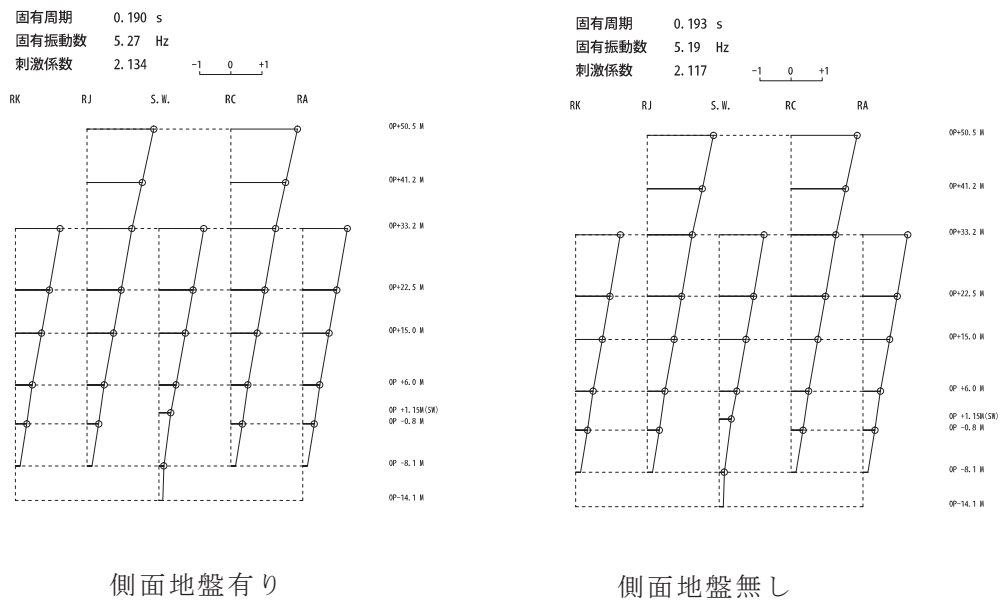 固有周期 0.190 s
固有振動数 5.27 Hz
刺激係数 2.134
-1 0 +1
RK RJ S.W. RC RA
OP+50.5 M
OP+41.2 M
OP+33.2 M
OP+22.5 M
OP+15.0 M
OP +6.0 M
OP +1.15M(SW)
OP -0.8 M
OP -8.1 M
OP-14.1 M
側面地盤有り
固有周期 0.193 s
固有振動数 5.19 Hz
刺激係数 2.117
-1 0 +1
RK RJ S.W. RC RA
OP+50.5 M
OP+41.2 M
OP+33.2 M
OP+22.5 M
OP+15.0 M
OP +6.0 M
OP +1.15M(SW)
OP -0.8 M
OP -8.1 M
OP-14.1 M
側面地盤無し